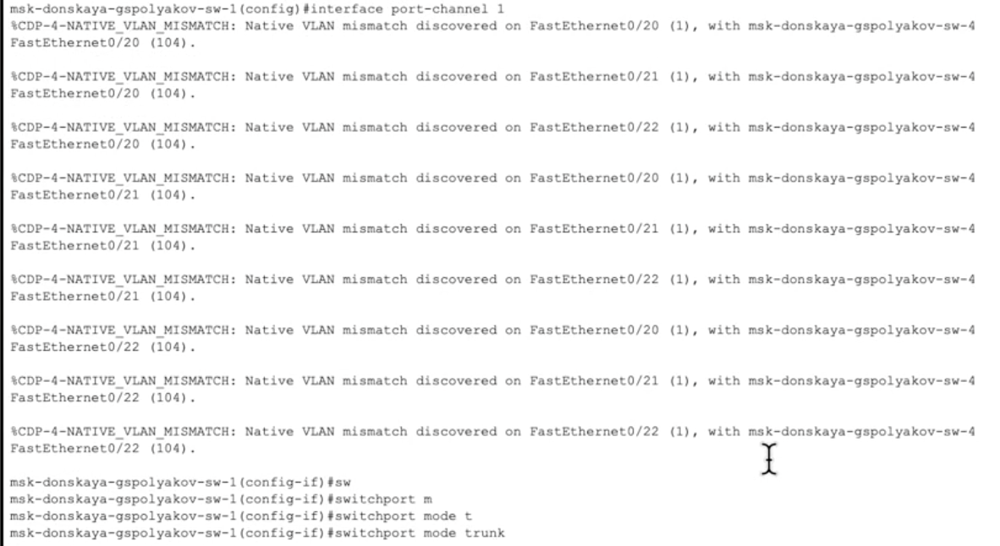 msk-donskaya-gspolyakov-sw-1(config)#interface port-channel 1
%CDP-4-NATIVE_VLAN_MISMATCH: Native VLAN mismatch discovered on FastEthernet0/20 (1), with msk-donskaya-gspolyakov-sw-4
FastEthernet0/20 (104).
%CDP-4-NATIVE_VLAN_MISMATCH: Native VLAN mismatch discovered on FastEthernet0/21 (1), with msk-donskaya-gspolyakov-sw-4
FastEthernet0/20 (104).
%CDP-4-NATIVE_VLAN_MISMATCH: Native VLAN mismatch discovered on FastEthernet0/22 (1), with msk-donskaya-gspolyakov-sw-4
FastEthernet0/20 (104).
%CDP-4-NATIVE_VLAN_MISMATCH: Native VLAN mismatch discovered on FastEthernet0/20 (1), with msk-donskaya-gspolyakov-sw-4
FastEthernet0/21 (104).
%CDP-4-NATIVE_VLAN_MISMATCH: Native VLAN mismatch discovered on FastEthernet0/21 (1), with msk-donskaya-gspolyakov-sw-4
FastEthernet0/21 (104).
%CDP-4-NATIVE_VLAN_MISMATCH: Native VLAN mismatch discovered on FastEthernet0/22 (1), with msk-donskaya-gspolyakov-sw-4
FastEthernet0/21 (104).
%CDP-4-NATIVE_VLAN_MISMATCH: Native VLAN mismatch discovered on FastEthernet0/20 (1), with msk-donskaya-gspolyakov-sw-4
FastEthernet0/22 (104).
%CDP-4-NATIVE_VLAN_MISMATCH: Native VLAN mismatch discovered on FastEthernet0/21 (1), with msk-donskaya-gspolyakov-sw-4
FastEthernet0/22 (104).
%CDP-4-NATIVE_VLAN_MISMATCH: Native VLAN mismatch discovered on FastEthernet0/22 (1), with msk-donskaya-gspolyakov-sw-4
FastEthernet0/22 (104).
msk-donskaya-gspolyakov-sw-1(config-if)#sw
msk-donskaya-gspolyakov-sw-1(config-if)#switchport m
msk-donskaya-gspolyakov-sw-1(config-if)#switchport mode t
msk-donskaya-gspolyakov-sw-1(config-if)#switchport mode trunk